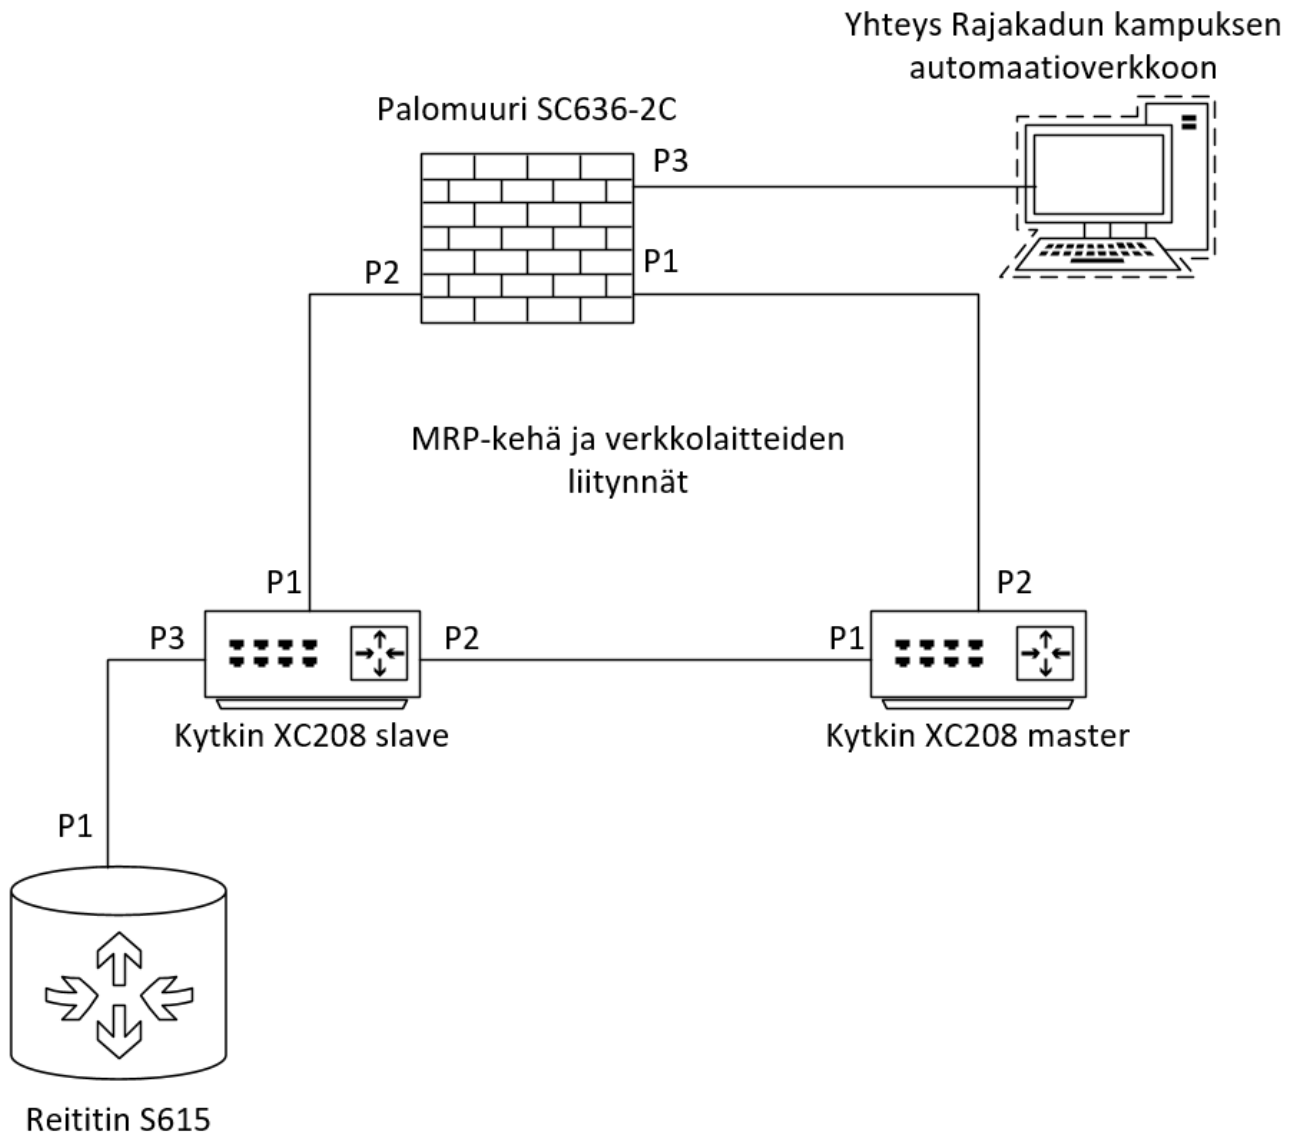 Yhteys Rajakadun kampuksen
automaatioverkkoon
Palomuuri SC636-2C
P3
P1
P2
MRP-kehä ja verkkolaitteiden
liitynnät
P1
P2
P3
P2
P1
Kytkin XC208 slave
Kytkin XC208 master
P1
Reititin S615